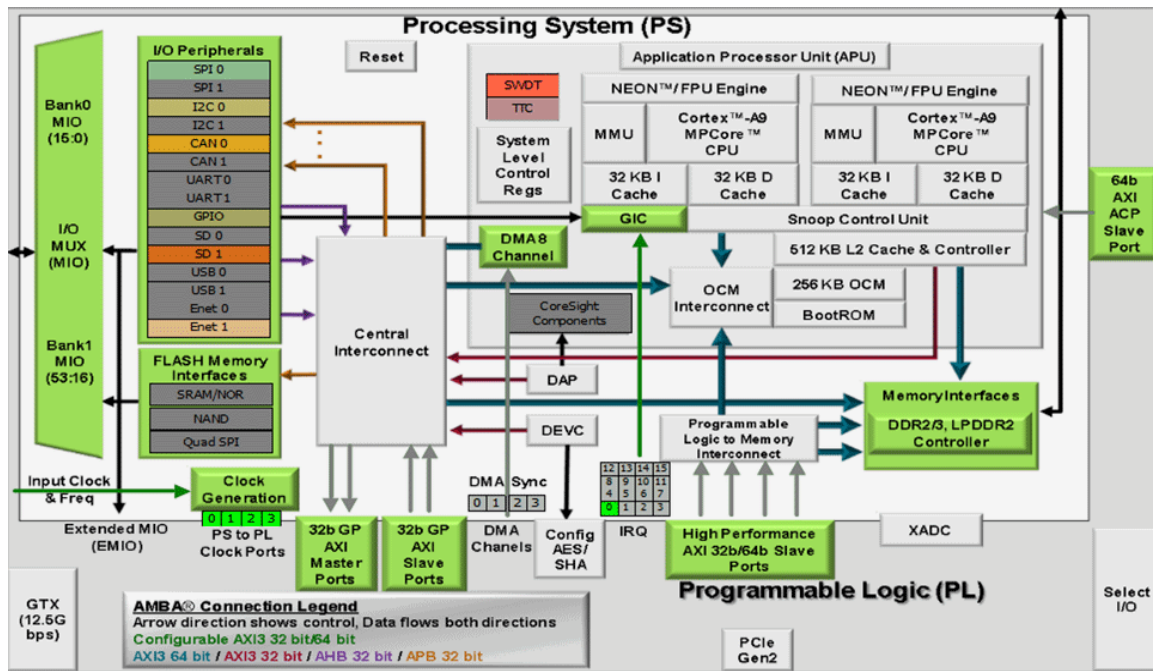 Processing System (PS)
I/O Peripherals
SPI 0
SPI 1
I2C 0
I2C 1
CAN 0
CAN 1
UART 0
UART 1
GPIO
SD 0
SD 1
USB 0
USB 1
Enet 0
Enet 1
Bank0
MIO
(15:0)
I/O
MUX
(MIO)
Bank1
MIO
(53:16)
FLASH Memory
Interfaces
SRAM/NOR
NAND
Quad SPI
Reset
SWDT
TTC
System
Level
Control
Regs
Application Processor Unit (APU)
NEON™/FPU Engine
MMU
Cortex™-A9
MPCore™
CPU
32 KB I
Cache
32 KB D
Cache
NEON™/FPU Engine
MMU
Cortex™-A9
MPCore™
CPU
32 KB I
Cache
32 KB D
Cache
GIC
Snoop Control Unit
DMA8
Channel
512 KB L2 Cache & Controller
OCM
Interconnect
256 KB OCM
BootROM
CoreSight
Components
Central
Interconnect
DAP
DEVC
Programmable
Logic to Memory
Interconnect
Memory Interfaces
DDR2/3, LPDDR2
Controller
64b
AXI
ACP
Slave
Port
Input Clock
& Freq
Clock
Generation
0 1 2 3
PS to PL
Clock Ports
Extended MIO
(EMIO)
32b GP
AXI
Master
Ports
32b GP
AXI
Slave
Ports
DMA Sync
0 1 2 3
DMA
Channels
Config
AES/
SHA
12 13 14 15
8 9 10 11
4 5 6 7
0 1 2 3
IRQ
High Performance
AXI 32b/64b Slave
Ports
XADC
Programmable Logic (PL)
GTX
(12.5G
bps)
AMBA® Connection Legend
Arrow direction shows control, Data flows both directions
Configurable AXI3 32 bit/64 bit
AXI3 64 bit / AXI3 32 bit / AHB 32 bit / APB 32 bit
PCIe
Gen2
Select
I/O